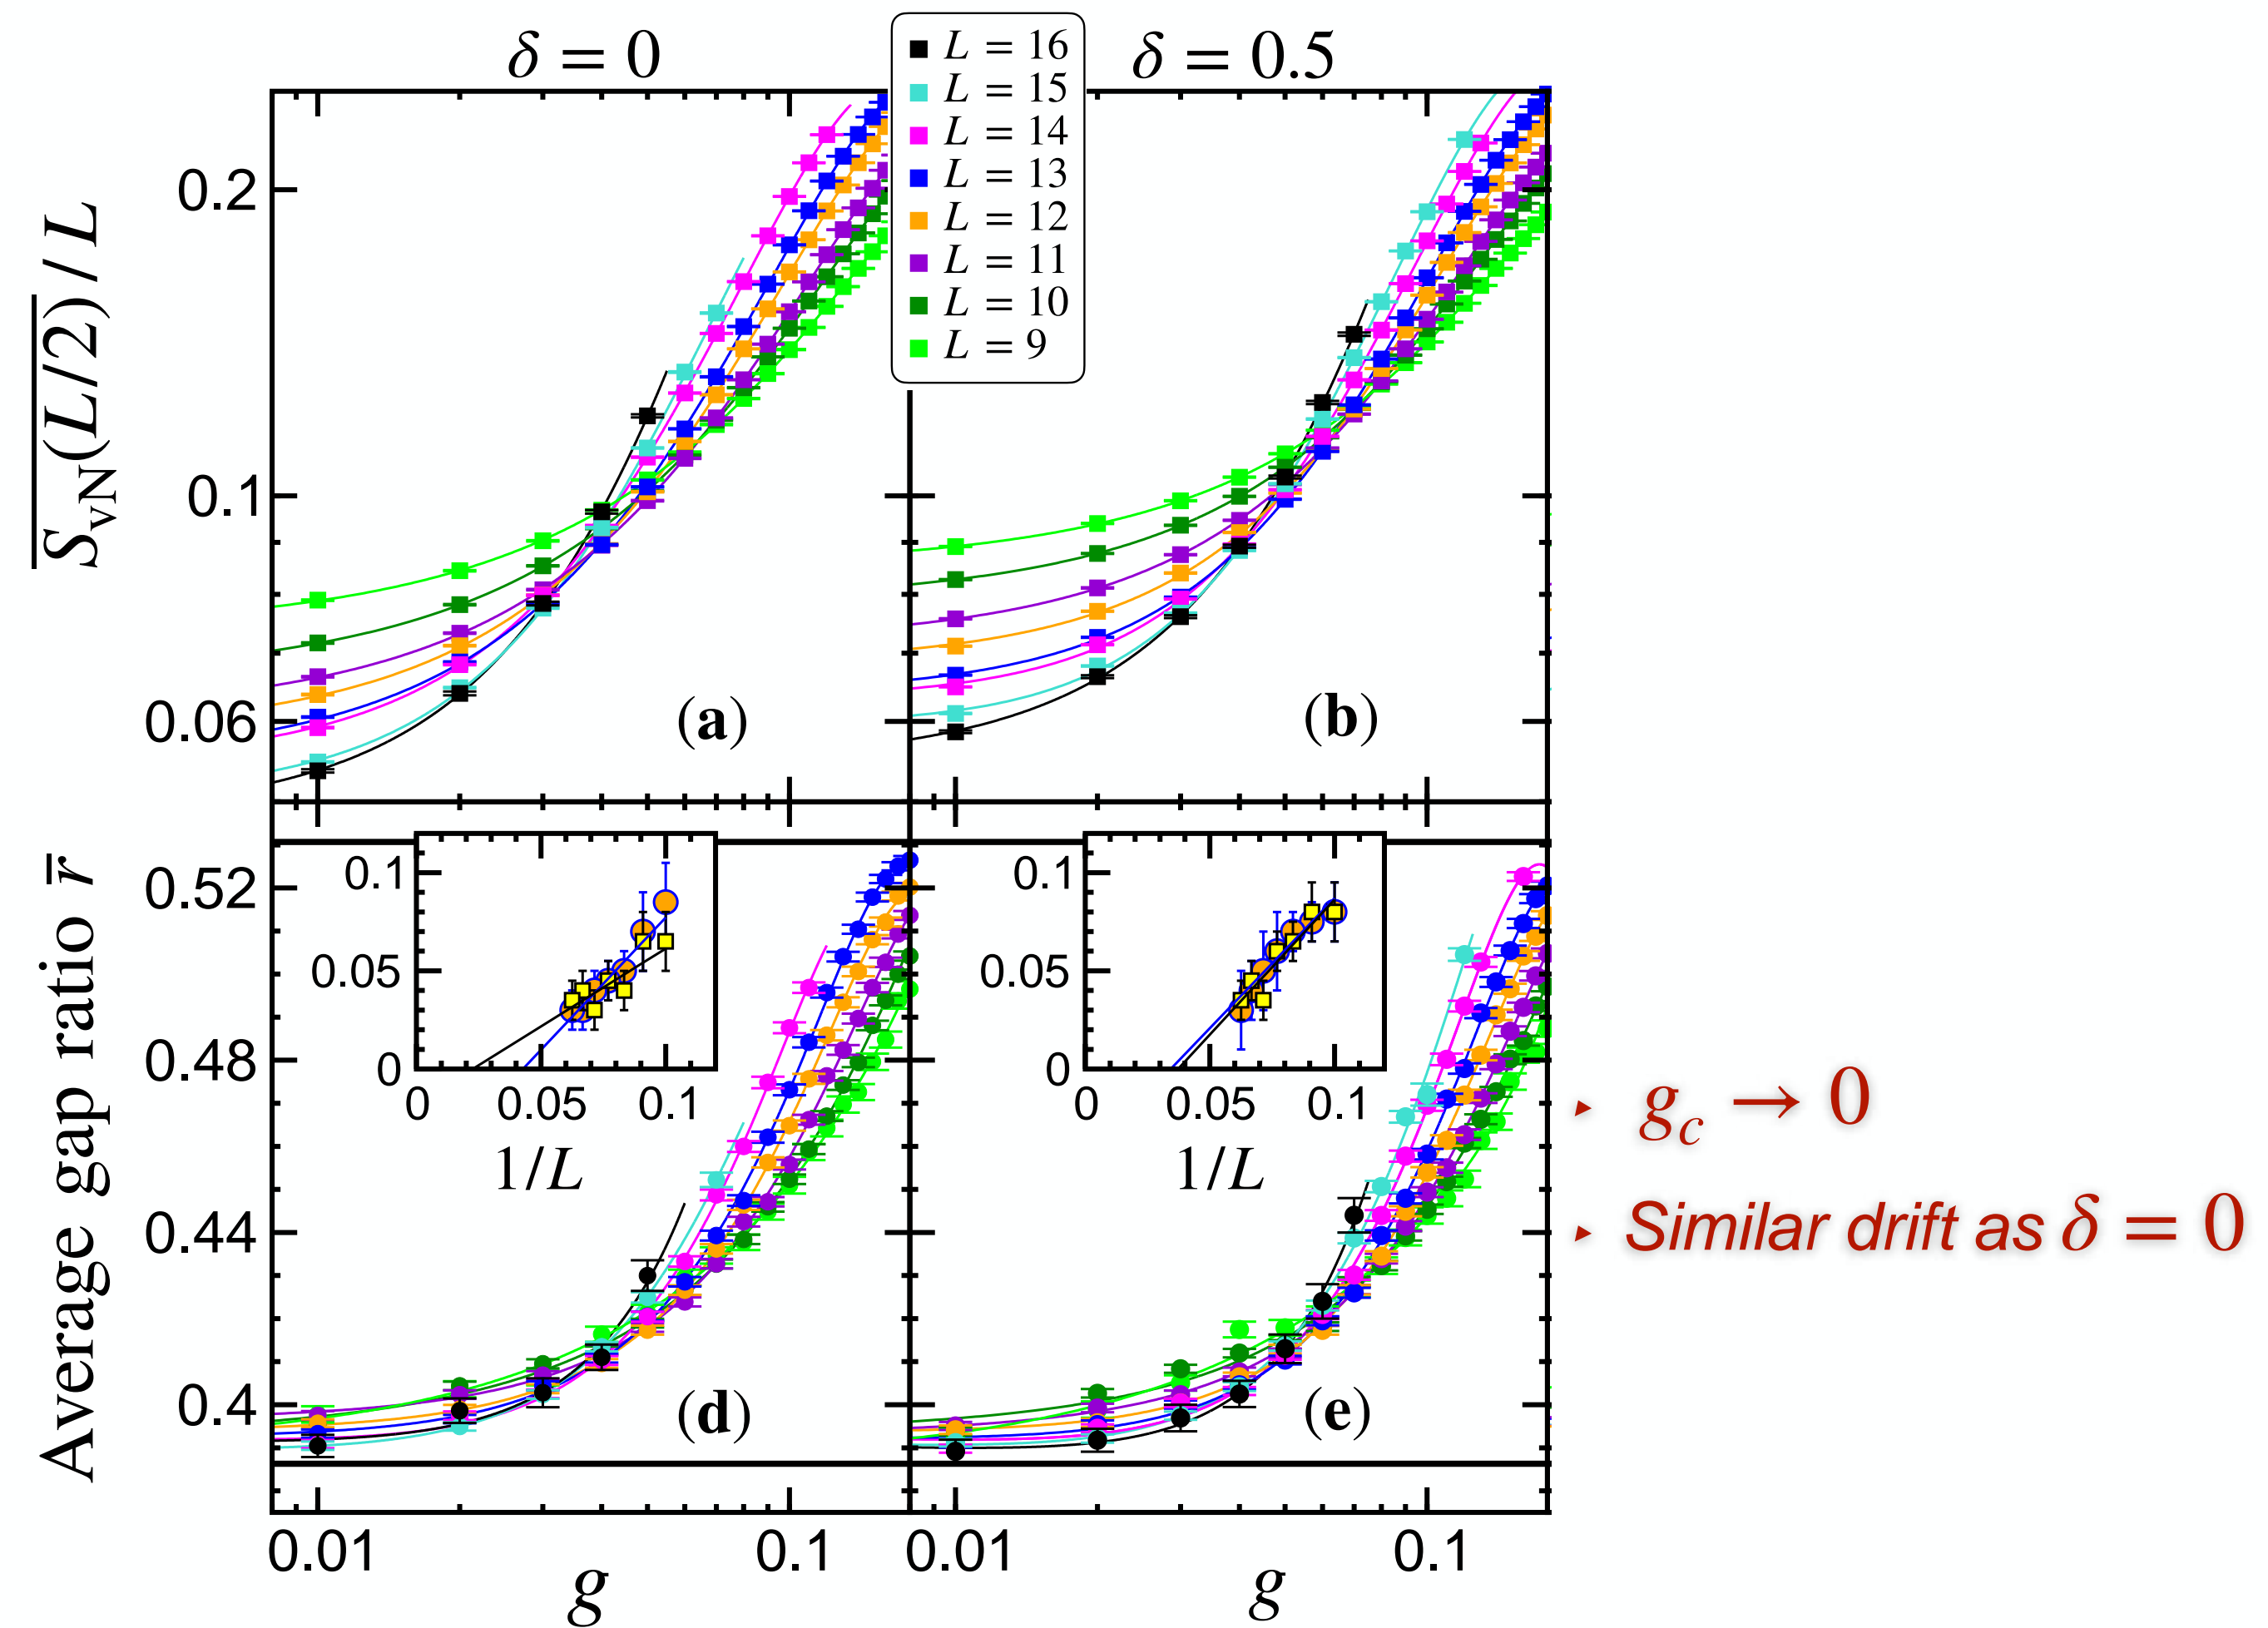 δ = 0
δ = 0.5
L = 16
L = 15
L = 14
L = 13
L = 12
L = 11
L = 10
L = 9
S_vN(L/2) / L
0.2
0.1
0.06
(a)
(b)
Average gap ratio r̅
0.52
0.48
0.44
0.4
0.1
0.05
0
0 0.05 0.1
1/L
(d)
0.1
0.05
0
0 0.05 0.1
1/L
(e)
0.01 0.1
g
0.01 0.1
g
‣ g_c → 0
‣ Similar drift as δ = 0